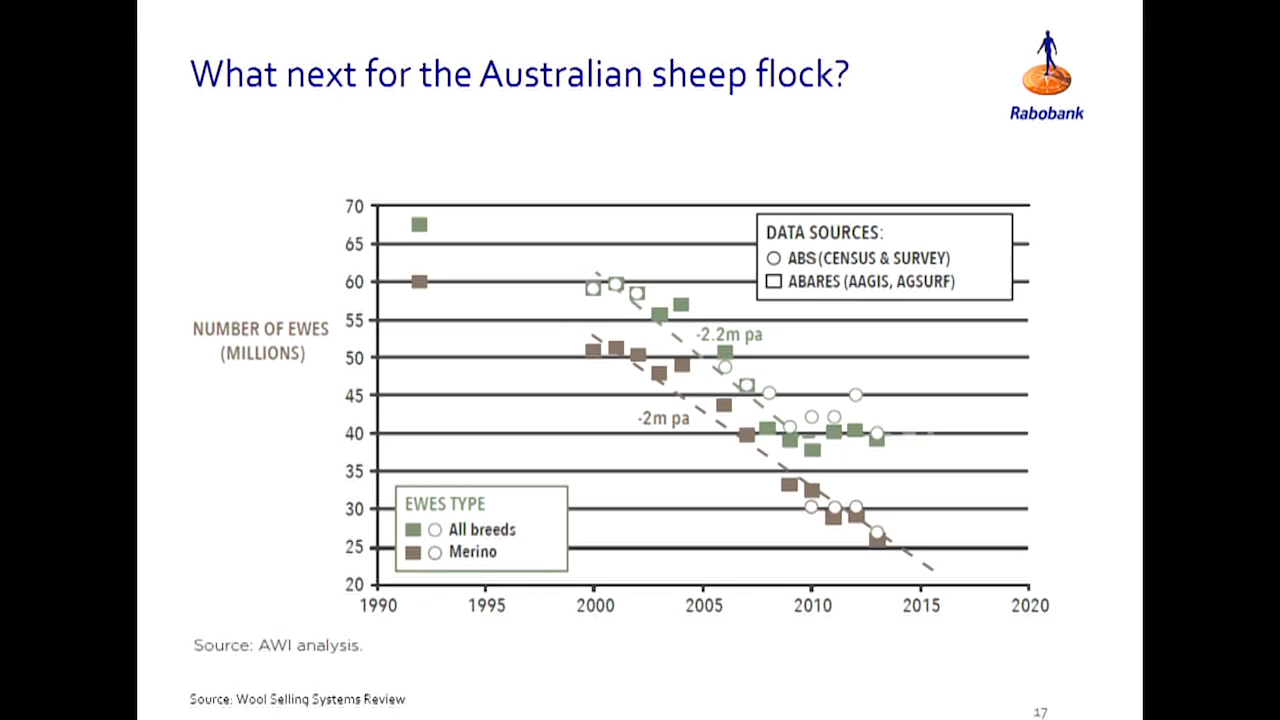 What next for the Australian sheep flock?
Rabobank
70
65
60
55
50
45
40
35
30
25
20
NUMBER OF EWES
(MILLIONS)
DATA SOURCES:
ABS (CENSUS & SURVEY)
ABARES (AAGIS, AGSURF)
-2.2m pa
-2m pa
EWES TYPE
All breeds
Merino
1990 1995 2000 2005 2010 2015 2020
Source: AWI analysis.
Source: Wool Selling Systems Review
17